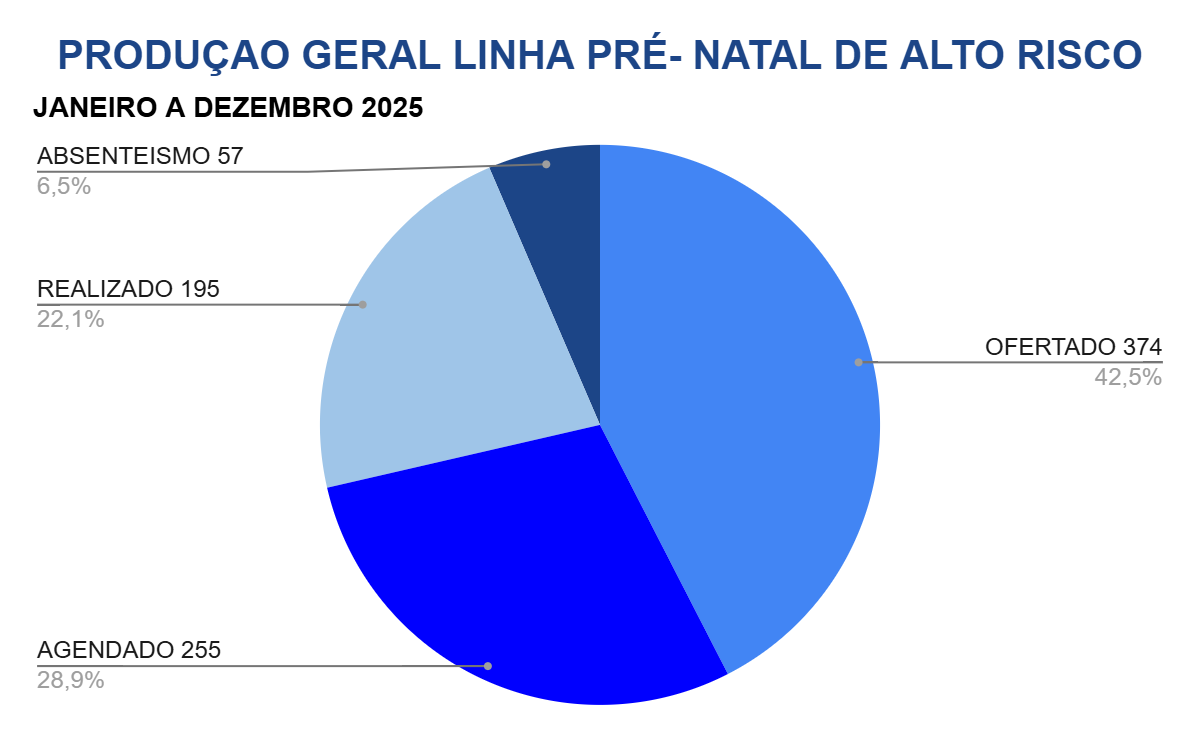 PRODUÇAO GERAL LINHA PRÉ- NATAL DE ALTO RISCO
JANEIRO A DEZEMBRO 2025
ABSENTEISMO 57
6,5%
REALIZADO 195
22,1%
OFERTADO 374
42,5%
AGENDADO 255
28,9%